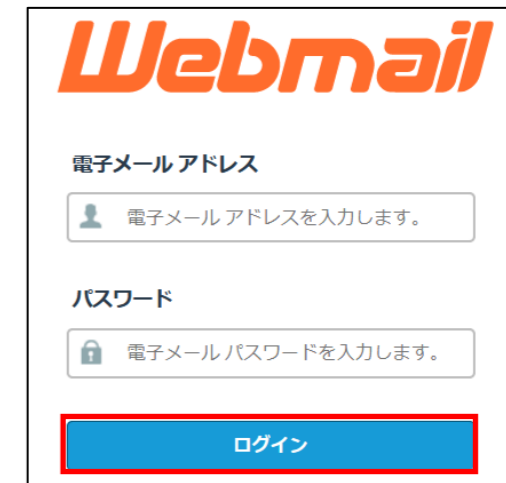 Webmail
電子メール アドレス
電子メール アドレスを入力します。
パスワード
電子メール パスワードを入力します。
ログイン